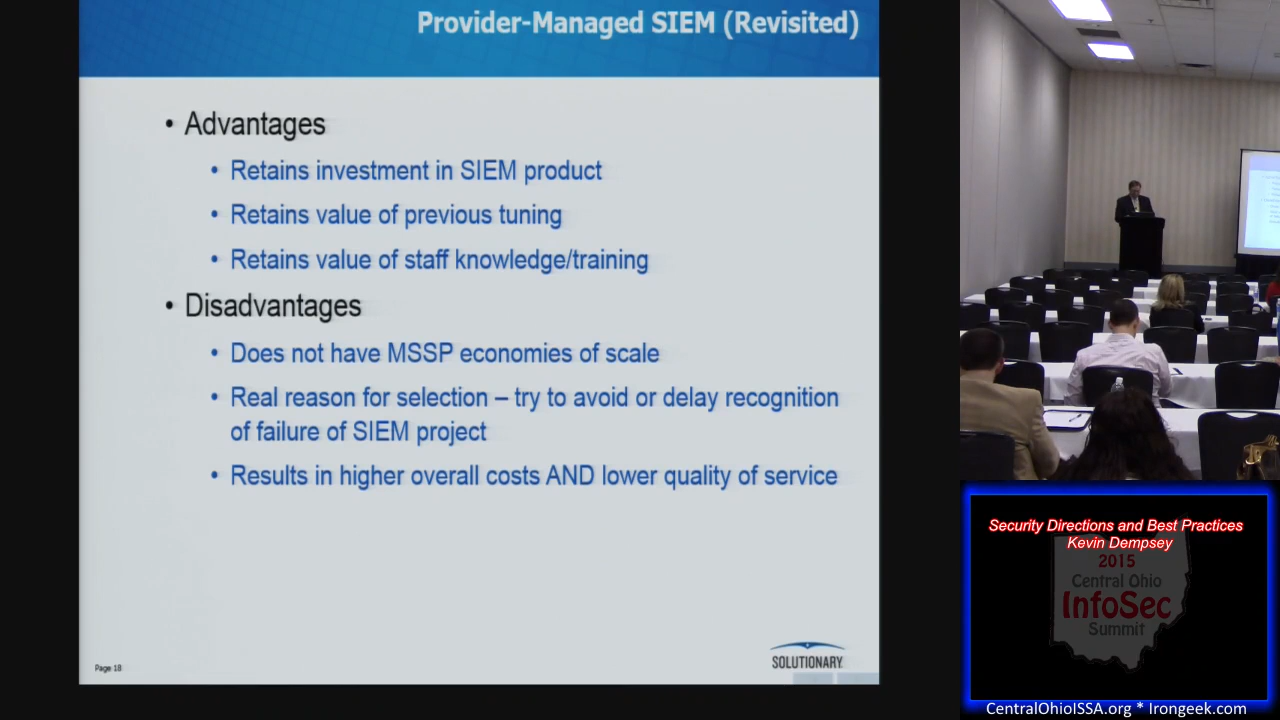 Provider-Managed SIEM (Revisited)
• Advantages
• Retains investment in SIEM product
• Retains value of previous tuning
• Retains value of staff knowledge/training
• Disadvantages
• Does not have MSSP economies of scale
• Real reason for selection – try to avoid or delay recognition
of failure of SIEM project
• Results in higher overall costs AND lower quality of service
Page 18
SOLUTIONARY
Security Directions and Best Practices
Kevin Dempsey
2015
Central Ohio
InfoSec
Summit
CentralOhioISSA.org * Irongeek.com